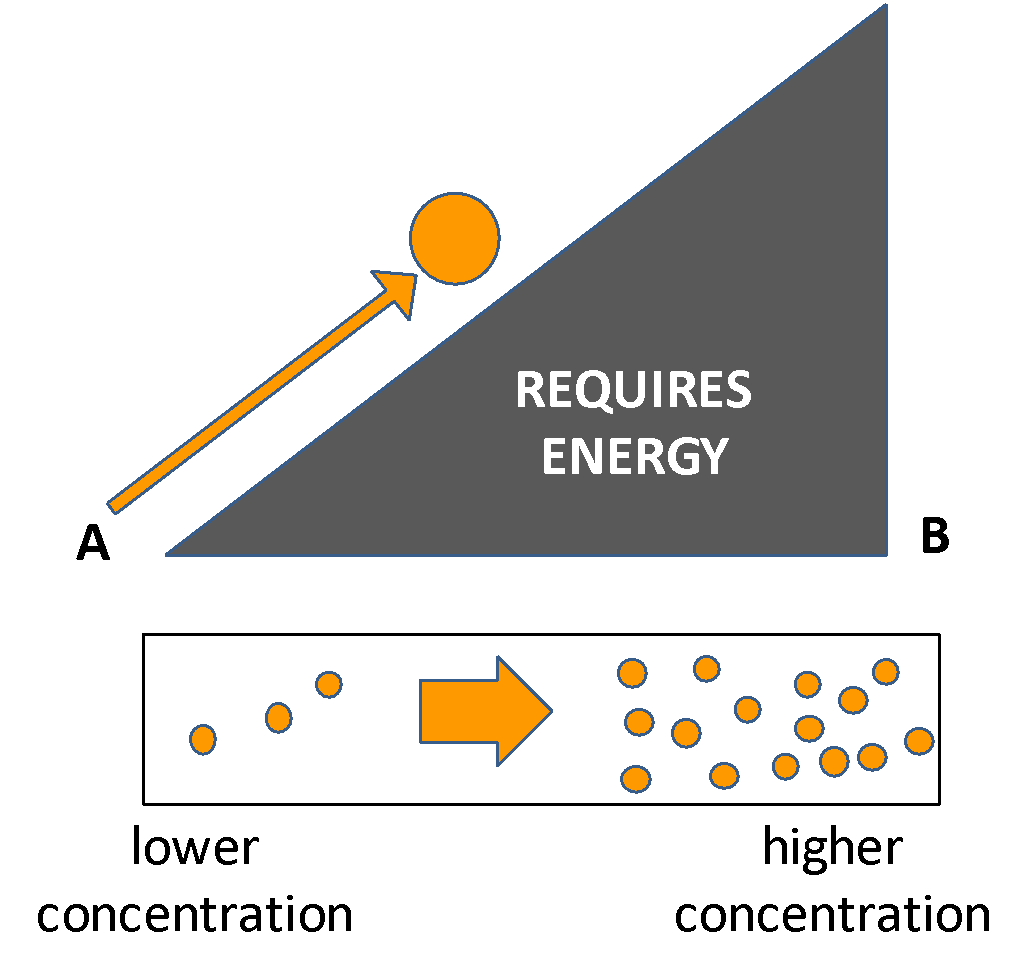 REQUIRES
ENERGY
A
B
lower
concentration
higher
concentration